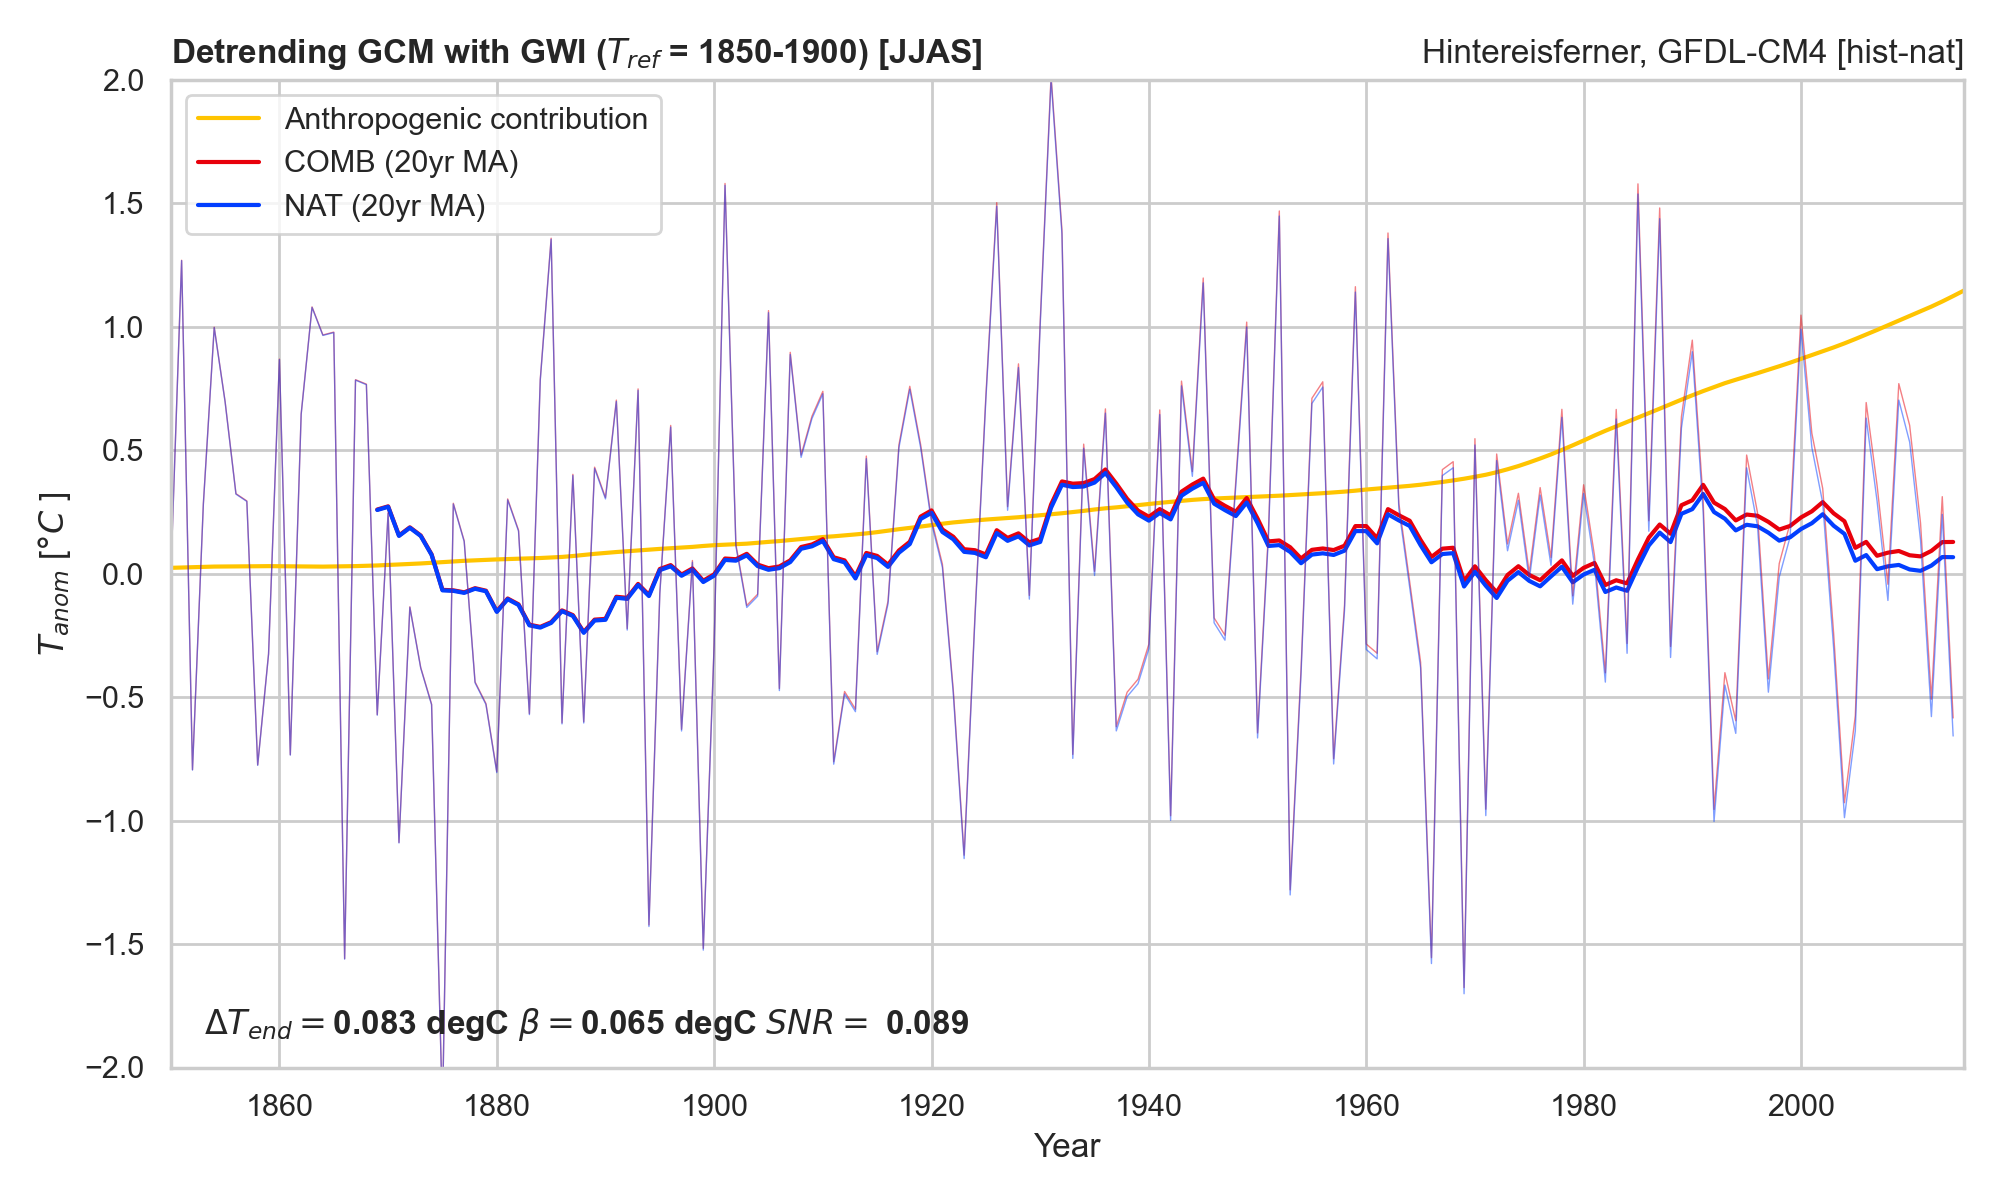 Detrending GCM with GWI (T_ref = 1850-1900) [JJAS]
Hintereisferner, GFDL-CM4 [hist-nat]
Anthropogenic contribution
COMB (20yr MA)
NAT (20yr MA)
2.0
1.5
1.0
0.5
0.0
−0.5
−1.0
−1.5
−2.0
T_anom [°C ]
ΔT_end = 0.083 degC β = 0.065 degC SNR = 0.089
1860 1880 1900 1920 1940 1960 1980 2000
Year